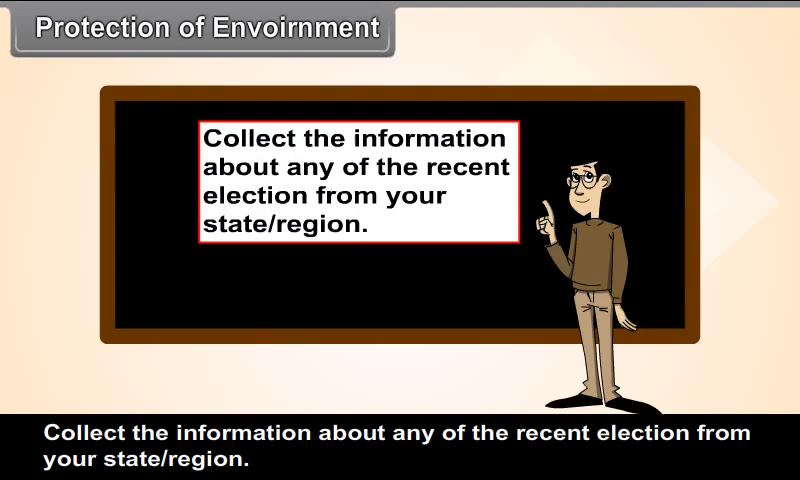 Protection of Envoirnment
Collect the information
about any of the recent
election from your
state/region.
Collect the information about any of the recent election from
your state/region.